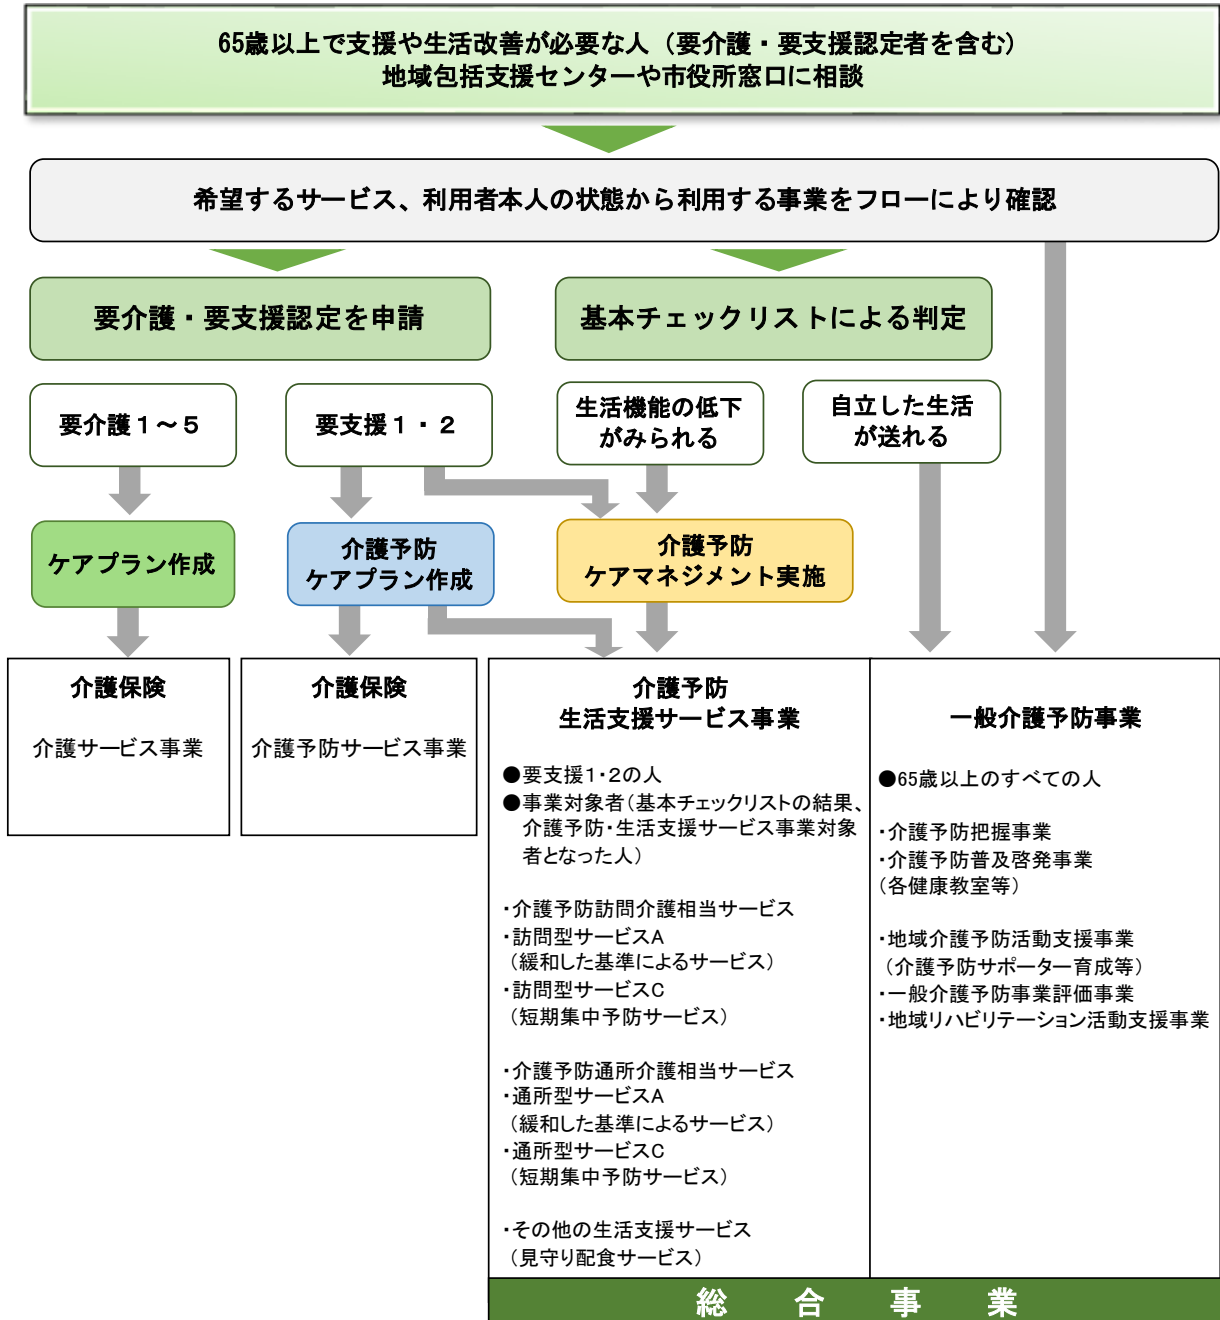 65歳以上で支援や生活改善が必要な人（要介護・要支援認定者を含む）
地域包括支援センターや市役所窓口に相談
希望するサービス、利用者本人の状態から利用する事業をフローにより確認
要介護・要支援認定を申請
基本チェックリストによる判定
要介護１～５
要支援１・２
生活機能の低下
がみられる
自立した生活
が送れる
ケアプラン作成
介護予防
ケアプラン作成
介護予防
ケアマネジメント実施
介護保険
介護サービス事業
介護保険
介護予防サービス事業
介護予防
生活支援サービス事業
●要支援1・2の人
●事業対象者（基本チェックリストの結果、
介護予防・生活支援サービス事業対象
者となった人）
・介護予防訪問介護相当サービス
・訪問型サービスA
（緩和した基準によるサービス）
・訪問型サービスC
（短期集中予防サービス）
・介護予防通所介護相当サービス
・通所型サービスA
（緩和した基準によるサービス）
・通所型サービスC
（短期集中予防サービス）
・その他の生活支援サービス
（見守り配食サービス）
一般介護予防事業
●65歳以上のすべての人
・介護予防把握事業
・介護予防普及啓発事業
（各健康教室等）
・地域介護予防活動支援事業
（介護予防サポーター育成等）
・一般介護予防事業評価事業
・地域リハビリテーション活動支援事業
総　合　事　業